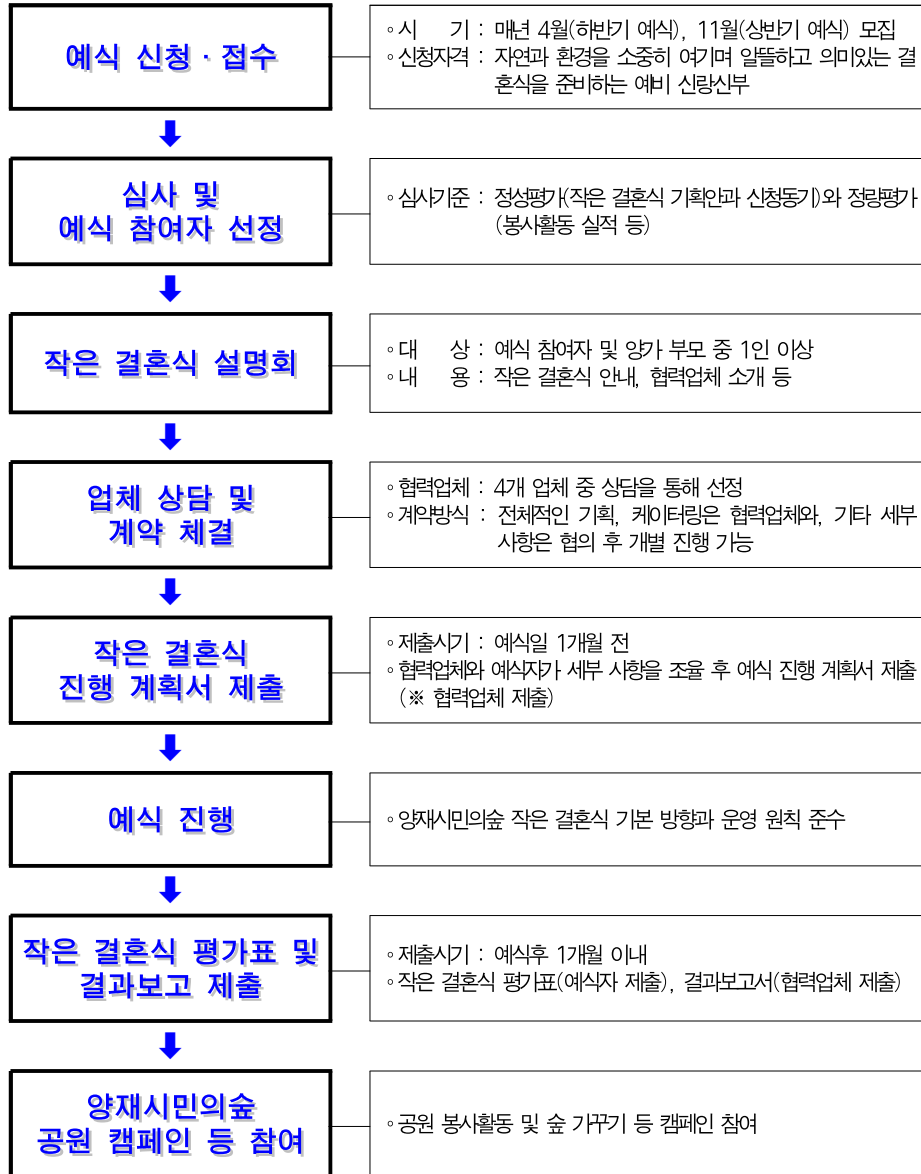 예식 신청 · 접수
◦시 기 : 매년 4월(하반기 예식), 11월(상반기 예식) 모집
◦신청자격 : 자연과 환경을 소중히 여기며 알뜰하고 의미있는 결
혼식을 준비하는 예비 신랑신부
심사 및
예식 참여자 선정
◦심사기준 : 정성평가(작은 결혼식 기획안과 신청동기)와 정량평가
(봉사활동 실적 등)
작은 결혼식 설명회
◦대 상 : 예식 참여자 및 양가 부모 중 1인 이상
◦내 용 : 작은 결혼식 안내, 협력업체 소개 등
업체 상담 및
계약 체결
◦협력업체 : 4개 업체 중 상담을 통해 선정
◦계약방식 : 전체적인 기획, 케이터링은 협력업체와, 기타 세부
사항은 협의 후 개별 진행 가능
작은 결혼식
진행 계획서 제출
◦제출시기 : 예식일 1개월 전
◦협력업체와 예식자가 세부 사항을 조율 후 예식 진행 계획서 제출
(※ 협력업체 제출)
예식 진행
◦양재시민의숲 작은 결혼식 기본 방향과 운영 원칙 준수
작은 결혼식 평가표 및
결과보고 제출
◦제출시기 : 예식후 1개월 이내
◦작은 결혼식 평가표(예식자 제출), 결과보고서(협력업체 제출)
양재시민의숲
공원 캠페인 등 참여
◦공원 봉사활동 및 숲 가꾸기 등 캠페인 참여